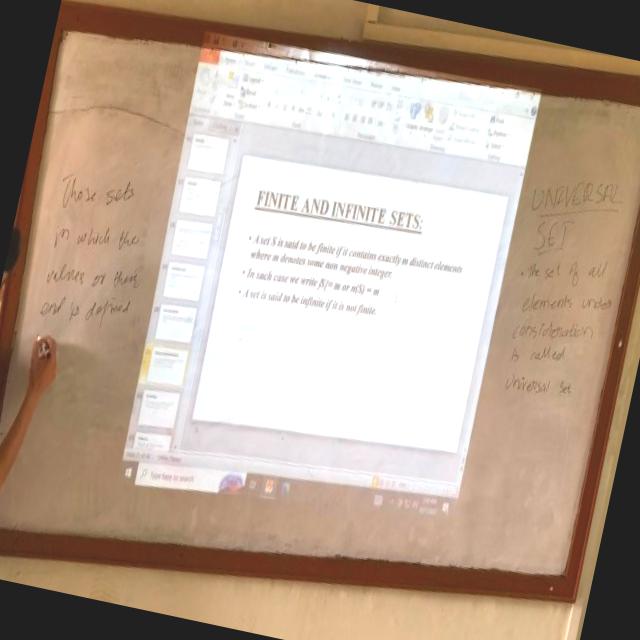 Those sets
in which the
values or their
end is defined
FINITE AND INFINITE SETS:
• A set S is said to be finite if it contains exactly m distinct elements
where m denotes some non negative integer.
• In such case we write |S|= m or n(S) = m
• A set is said to be infinite if it is not finite.
Type here to search
UNIVERSAL
SET
. the set of all
elements under
consideration
is called
universal set